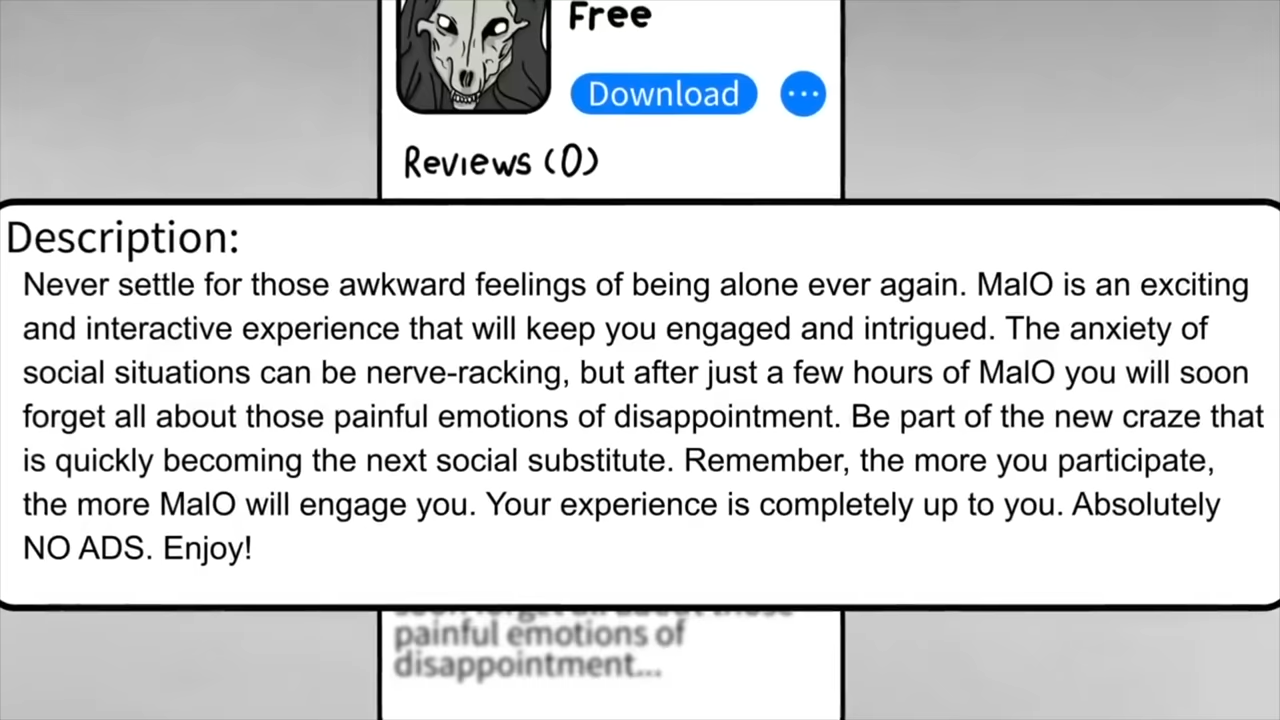 Free
Download
Reviews (0)
Description:
Never settle for those awkward feelings of being alone ever again. MalO is an exciting
and interactive experience that will keep you engaged and intrigued. The anxiety of
social situations can be nerve-racking, but after just a few hours of MalO you will soon
forget all about those painful emotions of disappointment. Be part of the new craze that
is quickly becoming the next social substitute. Remember, the more you participate,
the more MalO will engage you. Your experience is completely up to you. Absolutely
NO ADS. Enjoy!
soon forget all about those
painful emotions of
disappointment...